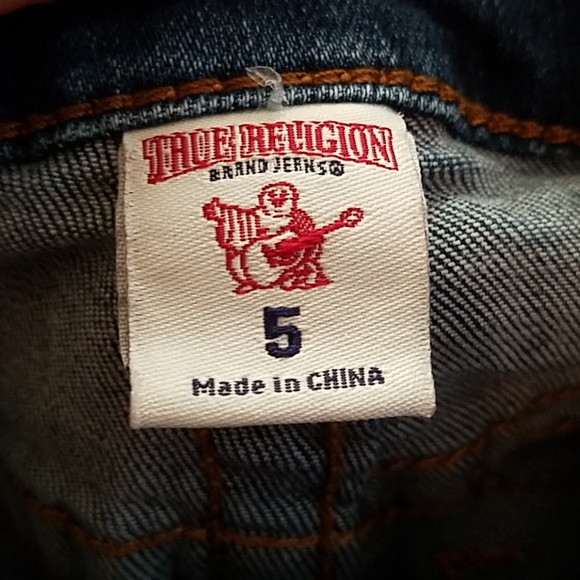 TRUE RELIGION
BRAND JEANS®
5
Made in CHINA